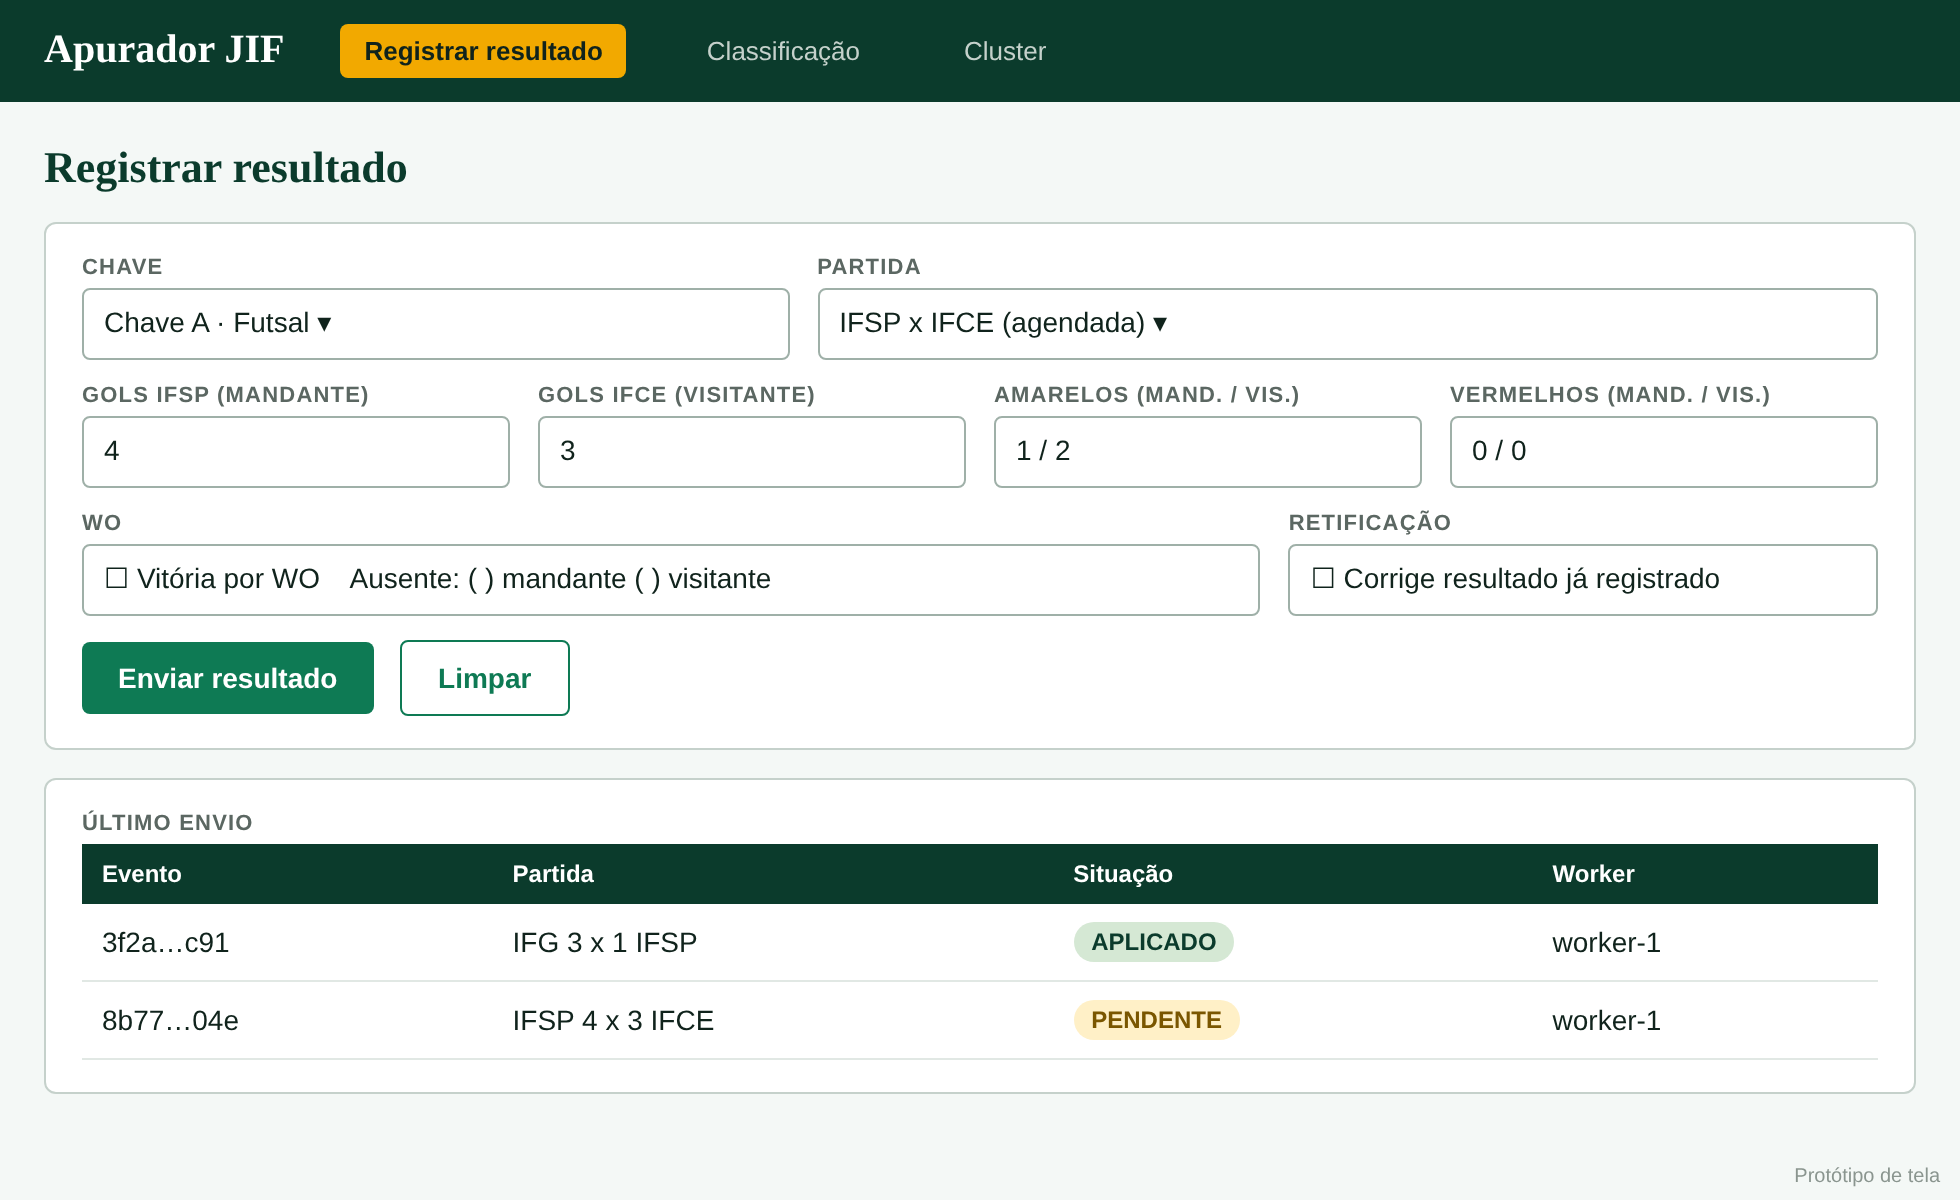 Apurador JIF Registrar resultado Classificação Cluster
Registrar resultado
CHAVE PARTIDA
Chave A · Futsal ▾ IFSP x IFCE (agendada) ▾
GOLS IFSP (MANDANTE) GOLS IFCE (VISITANTE) AMARELOS (MAND. / VIS.) VERMELHOS (MAND. / VIS.)
4 3 1 / 2 0 / 0
WO RETIFICAÇÃO
☐ Vitória por WO Ausente: ( ) mandante ( ) visitante ☐ Corrige resultado já registrado
Enviar resultado Limpar
ÚLTIMO ENVIO
Evento Partida Situação Worker
3f2a…c91 IFG 3 x 1 IFSP APLICADO worker-1
8b77…04e IFSP 4 x 3 IFCE PENDENTE worker-1
Protótipo de tela